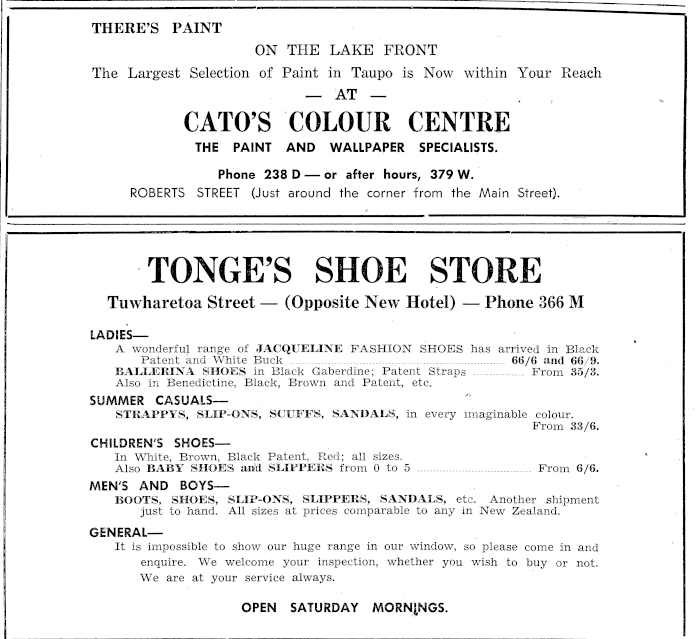 THERE'S PAINT
ON THE LAKE FRONT
The Largest Selection of Paint in Taupo is Now within Your Reach
— AT —
CATO'S COLOUR CENTRE
THE PAINT AND WALLPAPER SPECIALISTS.
Phone 238 D — or after hours, 379 W.
ROBERTS STREET (Just around the corner from the Main Street).
TONGE'S SHOE STORE
Tuwharetoa Street — (Opposite New Hotel) — Phone 366 M
LADIES—
A wonderful range of JACQUELINE FASHION SHOES has arrived in Black
Patent and White Buck ........ 66/6 and 66/9.
BALLERINA SHOES in Black Gaberdine; Patent Straps ........ From 35/3.
Also in Benedictine, Black, Brown and Patent, etc.
SUMMER CASUALS—
STRAPPYS, SLIP-ONS, SCUFFS, SANDALS, in every imaginable colour.
From 33/6.
CHILDREN'S SHOES—
In White, Brown, Black Patent, Red; all sizes.
Also BABY SHOES and SLIPPERS from 0 to 5 ........ From 6/6.
MEN'S AND BOYS—
BOOTS, SHOES, SLIP-ONS, SLIPPERS, SANDALS, etc. Another shipment
just to hand. All sizes at prices comparable to any in New Zealand.
GENERAL—
It is impossible to show our huge range in our window, so please come in and
enquire. We welcome your inspection, whether you wish to buy or not.
We are at your service always.
OPEN SATURDAY MORNINGS.